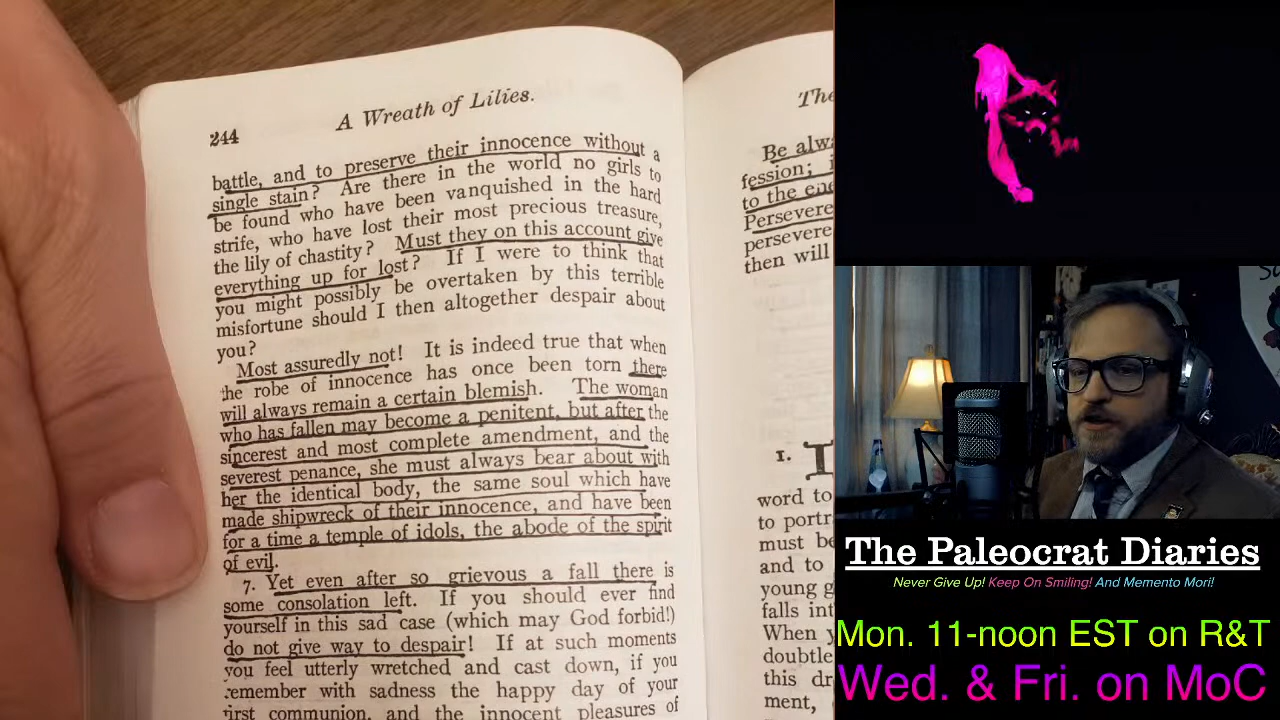 244
A Wreath of Lilies.
battle, and to preserve their innocence without a
single stain? Are there in the world no girls to
be found who have been vanquished in the hard
strife, who have lost their most precious treasure,
the lily of chastity? Must they on this account give
everything up for lost? If I were to think that
you might possibly be overtaken by this terrible
misfortune should I then altogether despair about
you?
Most assuredly not! It is indeed true that when
the robe of innocence has once been torn there
will always remain a certain blemish. The woman
who has fallen may become a penitent, but after the
sincerest and most complete amendment, and the
severest penance, she must always bear about with
her the identical body, the same soul which have
made shipwreck of their innocence, and have been
for a time a temple of idols, the abode of the spirit
of evil.
7. Yet even after so grievous a fall there is
some consolation left. If you should ever find
yourself in this sad case (which may God forbid!)
do not give way to despair! If at such moments
you feel utterly wretched and cast down, if you
remember with sadness the happy day of your
first communion, and the innocent pleasures of
The
Be alwa
fession; i
to the ene
Persevere
persevere
then will
1. I
word to
to portr
must be
and to
young g
falls int
When y
doubtle
this dr
ment,
The Paleocrat Diaries
Never Give Up! Keep On Smiling! And Memento Mori!
Mon. 11-noon EST on R&T
Wed. & Fri. on MoC